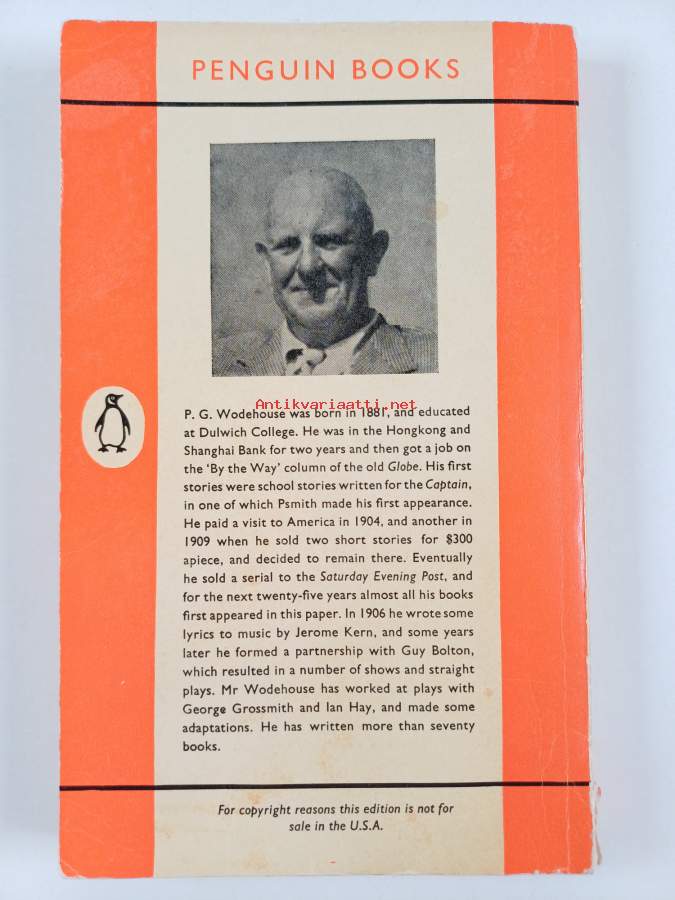 PENGUIN BOOKS
Antikvariaatti.net
P. G. Wodehouse was born in 1881, and educated
at Dulwich College. He was in the Hongkong and
Shanghai Bank for two years and then got a job on
the 'By the Way' column of the old Globe. His first
stories were school stories written for the Captain,
in one of which Psmith made his first appearance.
He paid a visit to America in 1904, and another in
1909 when he sold two short stories for $300
apiece, and decided to remain there. Eventually
he sold a serial to the Saturday Evening Post, and
for the next twenty-five years almost all his books
first appeared in this paper. In 1906 he wrote some
lyrics to music by Jerome Kern, and some years
later he formed a partnership with Guy Bolton,
which resulted in a number of shows and straight
plays. Mr Wodehouse has worked at plays with
George Grossmith and Ian Hay, and made some
adaptations. He has written more than seventy
books.
For copyright reasons this edition is not for
sale in the U.S.A.